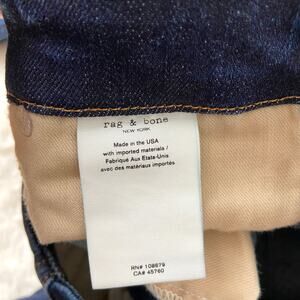 rag & bone
NEW YORK
Made in the USA
with imported materials /
Fabriqué Aux Etats-Unis
avec des matériaux importés
RN# 108679
CA# 45760